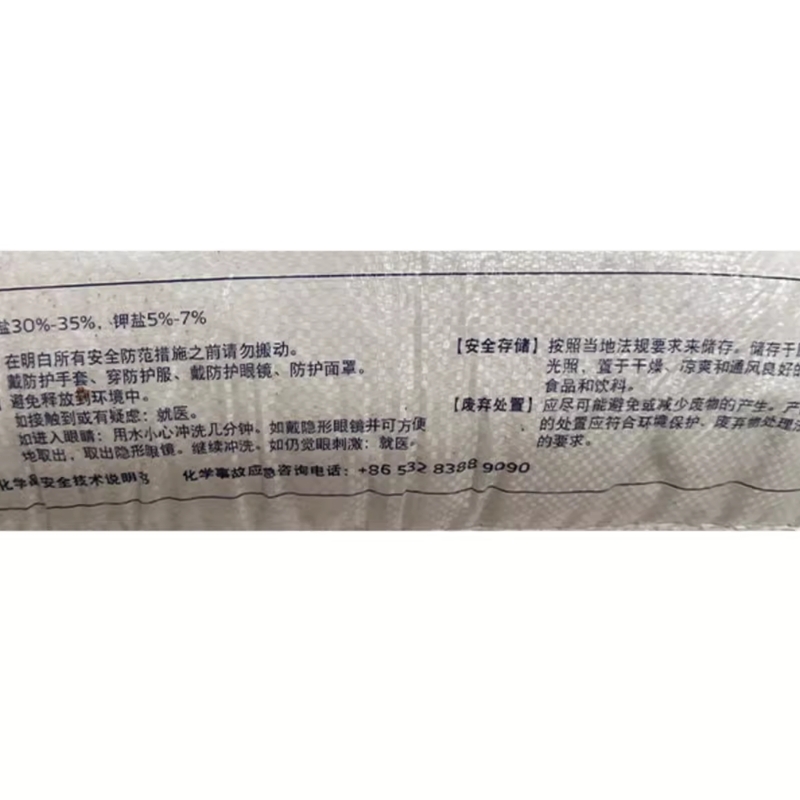 盐30%-35%，钾盐5%-7%
在明白所有安全防范措施之前请勿搬动。
戴防护手套、穿防护服、戴防护眼镜、防护面罩。
避免释放到环境中。
如接触到或有疑虑：就医。
如进入眼睛：用水小心冲洗几分钟。如戴隐形眼镜并可方便
地取出，取出隐形眼镜。继续冲洗。如仍觉眼刺激：就医。
化学品安全技术说明书 化学事故应急咨询电话：+86 532 8388 9090
【安全存储】按照当地法规要求来储存。储存于
光照，置于干燥、凉爽和通风良好的
食品和饮料。
【废弃处置】应尽可能避免或减少废物的产生。产
的处置应符合环境保护、废弃物处理法
的要求。